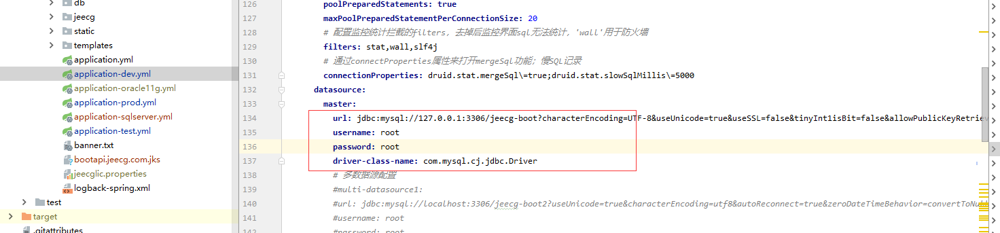 db
jeecg
static
templates
application.yml
application-dev.yml
application-oracle11g.yml
application-prod.yml
application-sqlserver.yml
application-test.yml
banner.txt
bootapi.jeecg.com.jks
jeecglic.properties
logback-spring.xml
test
target
.gitattributes
126 poolPreparedStatements: true
127 maxPoolPreparedStatementPerConnectionSize: 20
128 # 配置监控统计拦截的filters，去掉后监控界面sql无法统计，'wall'用于防火墙
129 filters: stat,wall,slf4j
130 # 通过connectProperties属性来打开mergeSql功能；慢SQL记录
131 connectionProperties: druid.stat.mergeSql\=true;druid.stat.slowSqlMillis\=5000
132 datasource:
133 master:
134 url: jdbc:mysql://127.0.0.1:3306/jeecg-boot?characterEncoding=UTF-8&useUnicode=true&useSSL=false&tinyInt1isBit=false&allowPublicKeyRetriev
135 username: root
136 password: root
137 driver-class-name: com.mysql.cj.jdbc.Driver
138 # 多数据源配置
139 #multi-datasource1:
140 #url: jdbc:mysql://localhost:3306/jeecg-boot2?useUnicode=true&characterEncoding=utf8&autoReconnect=true&zeroDateTimeBehavior=convertToNul
141 #username: root
142 #password: root